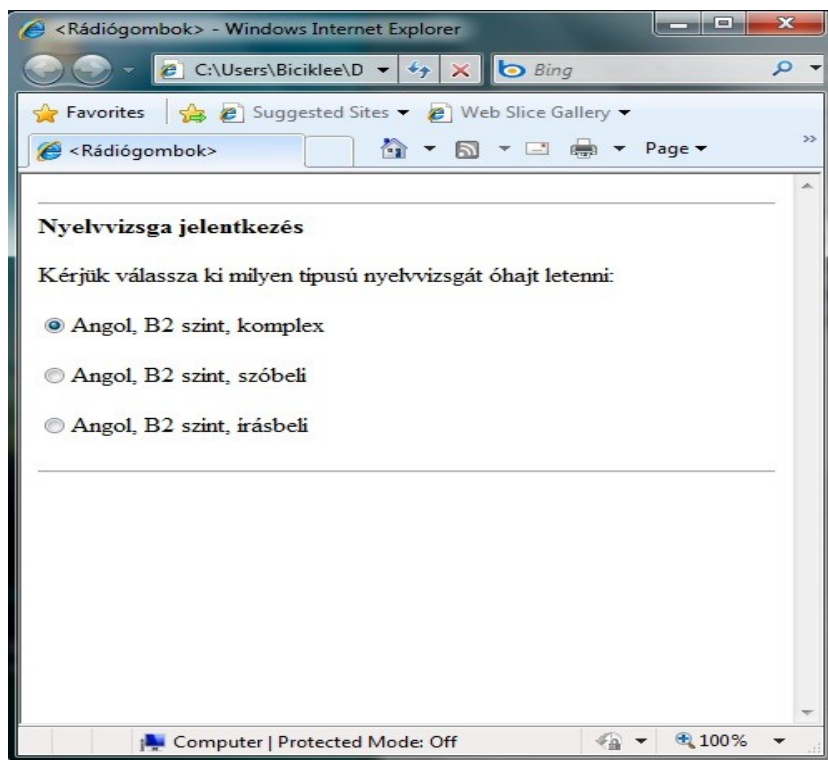 <Rádiógombok> - Windows Internet Explorer
C:\Users\Biciklee\D
Bing
Favorites Suggested Sites Web Slice Gallery
<Rádiógombok> Page »
Nyelvvizsga jelentkezés
Kérjük válassza ki milyen típusú nyelvvizsgát óhajt letenni:
Angol, B2 szint, komplex
Angol, B2 szint, szóbeli
Angol, B2 szint, írásbeli
Computer | Protected Mode: Off 100%